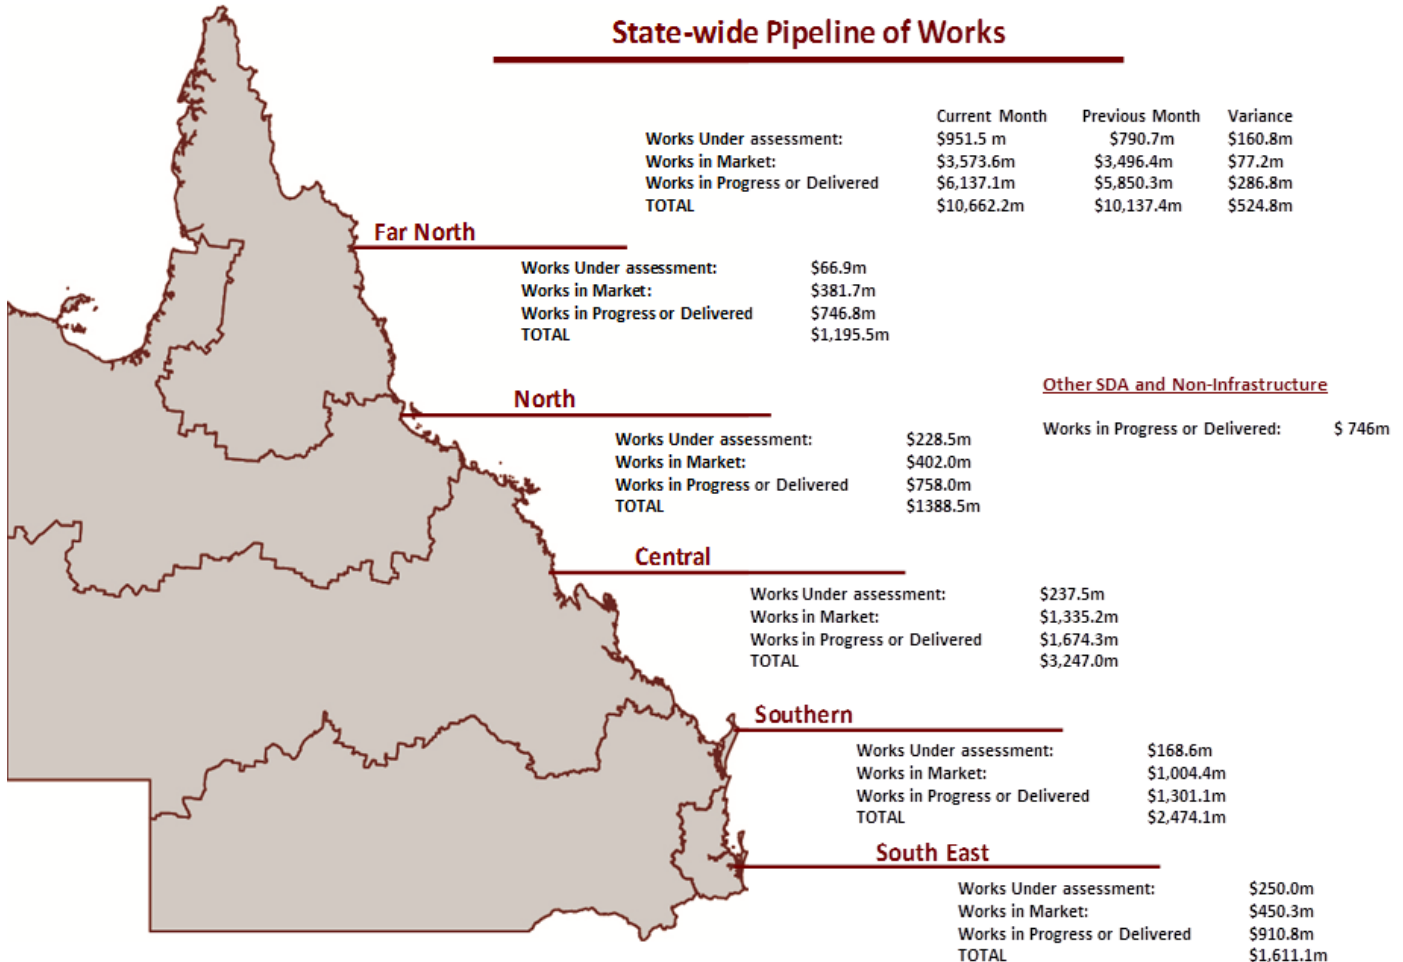 State-wide Pipeline of Works
Current Month Previous Month Variance
Works Under assessment: $951.5 m $790.7m $160.8m
Works in Market: $3,573.6m $3,496.4m $77.2m
Works in Progress or Delivered $6,137.1m $5,850.3m $286.8m
TOTAL $10,662.2m $10,137.4m $524.8m
Far North
Works Under assessment: $66.9m
Works in Market: $381.7m
Works in Progress or Delivered $746.8m
TOTAL $1,195.5m
Other SDA and Non-Infrastructure
Works in Progress or Delivered: $ 746m
North
Works Under assessment: $228.5m
Works in Market: $402.0m
Works in Progress or Delivered $758.0m
TOTAL $1388.5m
Central
Works Under assessment: $237.5m
Works in Market: $1,335.2m
Works in Progress or Delivered $1,674.3m
TOTAL $3,247.0m
Southern
Works Under assessment: $168.6m
Works in Market: $1,004.4m
Works in Progress or Delivered $1,301.1m
TOTAL $2,474.1m
South East
Works Under assessment: $250.0m
Works in Market: $450.3m
Works in Progress or Delivered $910.8m
TOTAL $1,611.1m